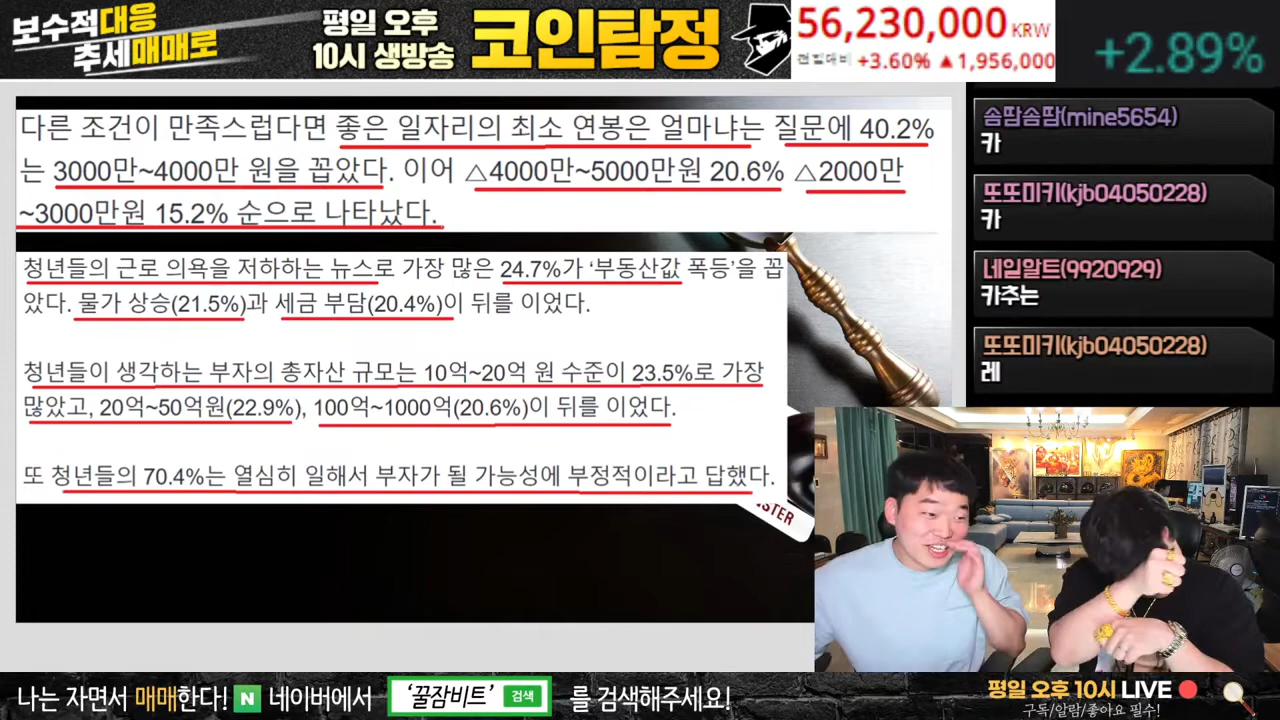 보수적대응
추세매매로
평일 오후
10시 생방송
코인탐정
56,230,000 KRW
전일대비 +3.60% ▲1,956,000
+2.89%
다른 조건이 만족스럽다면 좋은 일자리의 최소 연봉은 얼마냐는 질문에 40.2%
는 3000만~4000만 원을 꼽았다. 이어 △4000만~5000만원 20.6% △2000만
~3000만원 15.2% 순으로 나타났다.
청년들의 근로 의욕을 저하하는 뉴스로 가장 많은 24.7%가 ‘부동산값 폭등’을 꼽
았다. 물가 상승(21.5%)과 세금 부담(20.4%)이 뒤를 이었다.
청년들이 생각하는 부자의 총자산 규모는 10억~20억 원 수준이 23.5%로 가장
많았고, 20억~50억원(22.9%), 100억~1000억(20.6%)이 뒤를 이었다.
또 청년들의 70.4%는 열심히 일해서 부자가 될 가능성에 부정적이라고 답했다.
솜땀솜땀(mine5654)
카
또또미키(kjb04050228)
카
네일알트(9920929)
카추는
또또미키(kjb04050228)
레
나는 자면서 매매한다! N 네이버에서 ‘꿀잠비트’ 검색 를 검색해주세요!
평일 오후 10시 LIVE
구독/알람/좋아요 필수!